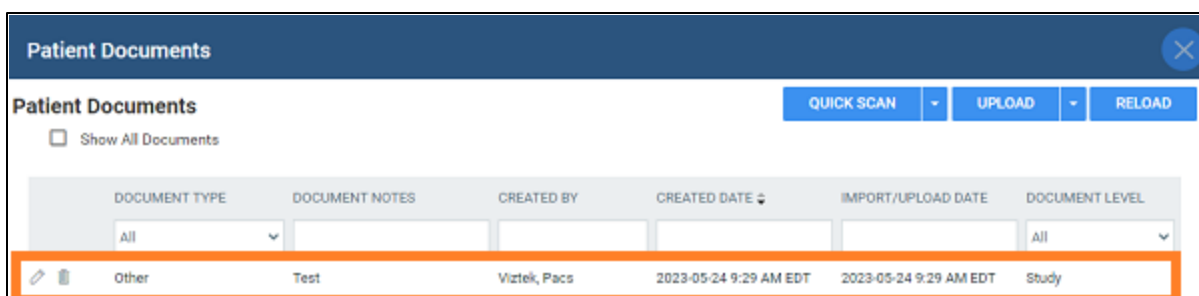 Patient Documents
Patient Documents
QUICK SCAN UPLOAD RELOAD
Show All Documents
DOCUMENT TYPE DOCUMENT NOTES CREATED BY CREATED DATE IMPORT/UPLOAD DATE DOCUMENT LEVEL
All All
Other Test Viztek, Pacs 2023-05-24 9:29 AM EDT 2023-05-24 9:29 AM EDT Study